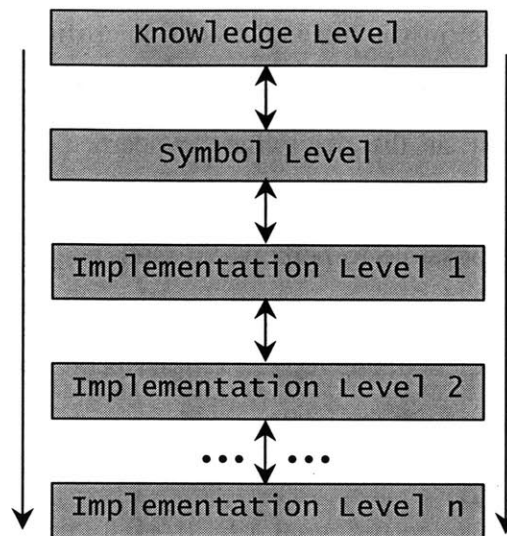 Knowledge Level
Symbol Level
Implementation Level 1
Implementation Level 2
... ...
Implementation Level n